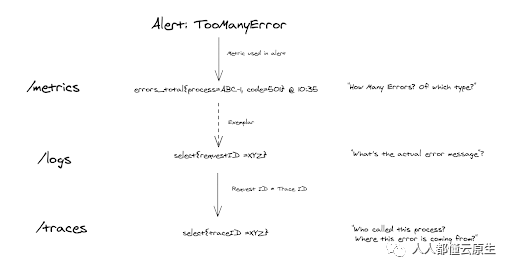 Alert: TooManyError
Metric used in alert
/metrics
errors_total{process=ABC-1, code=501} @ 10:35
"How Many Errors? Of which type?"
Exemplar
/logs
select{requestID =XYZ}
"What's the actual error message"?
Request ID = Trace ID
/traces
select{traceID =XYZ}
"Who called this process?
Where this error is coming from?"
人人都懂云原生